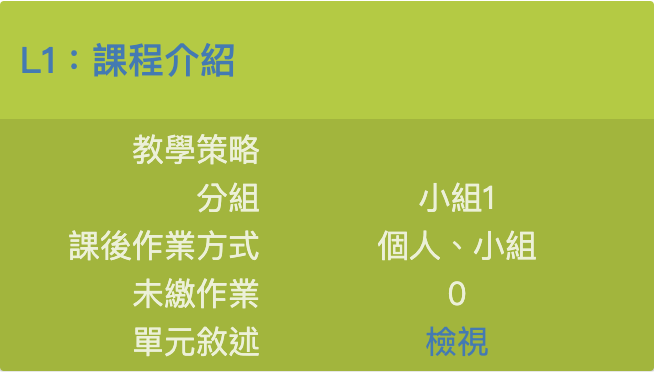 L1：課程介紹
教學策略
分組 小組1
課後作業方式 個人、小組
未繳作業 0
單元敘述 檢視